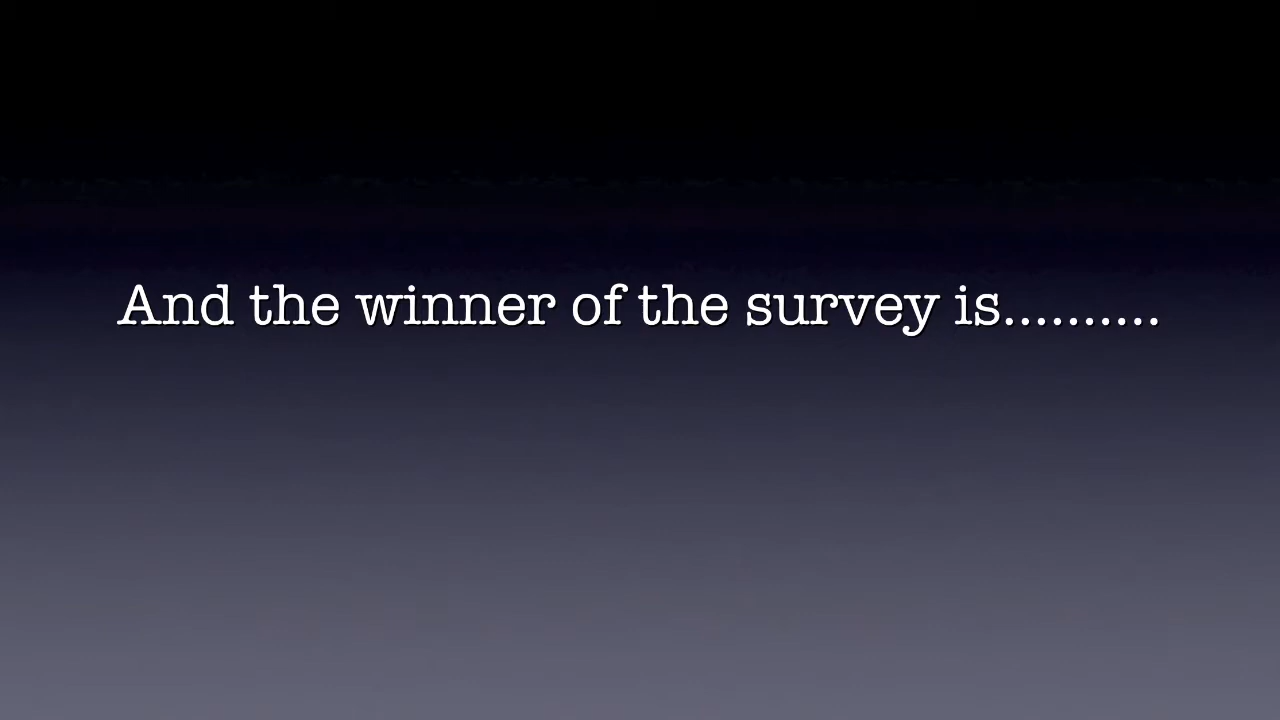 And the winner of the survey is..........